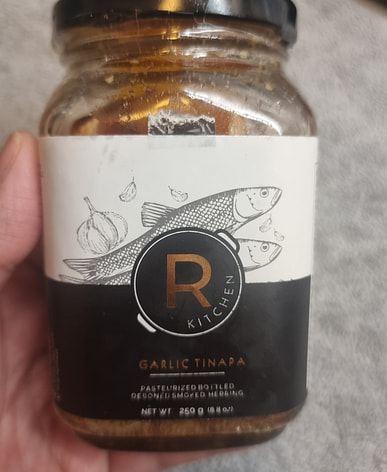 R
KITCHEN
GARLIC TINAPA
PASTEURIZED BOTTLED
DEBONED SMOKED HERRING
NET WT 250 g (8.8 oz)